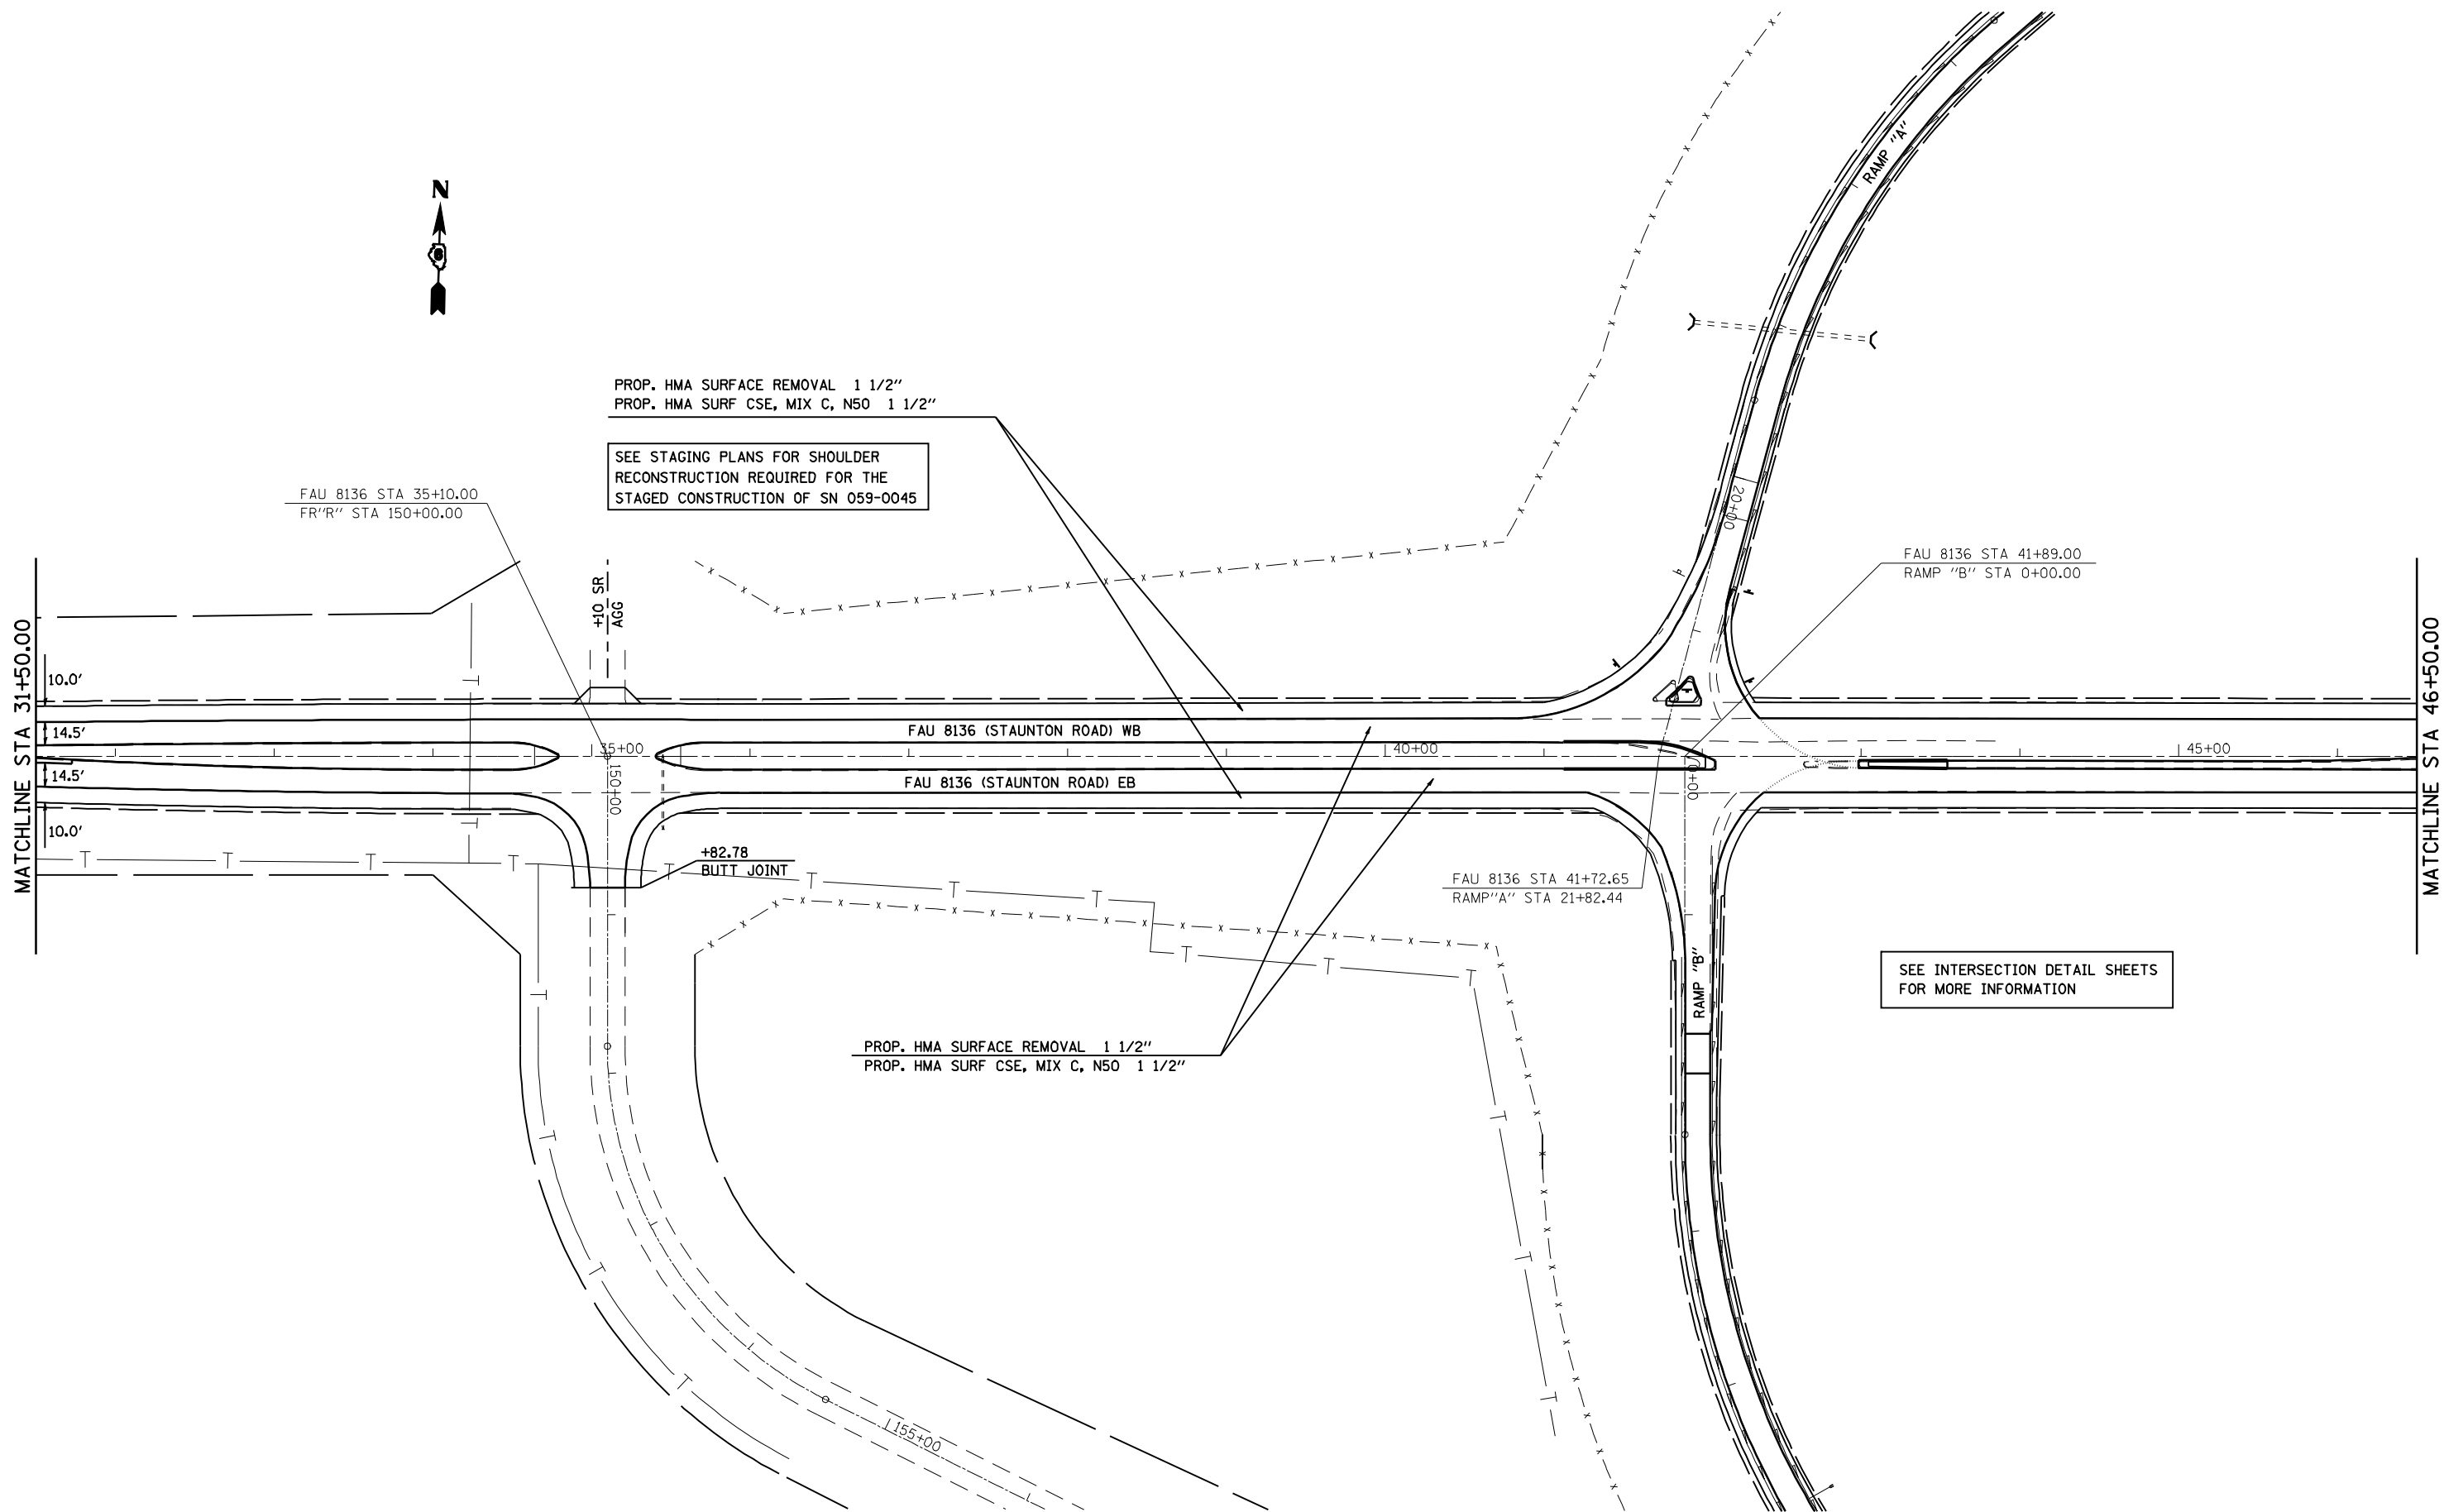 N
6
RAMP "A"
PROP. HMA SURFACE REMOVAL 1 1/2"
PROP. HMA SURF CSE, MIX C, N50 1 1/2"
SEE STAGING PLANS FOR SHOULDER
RECONSTRUCTION REQUIRED FOR THE
STAGED CONSTRUCTION OF SN 059-0045
FAU 8136 STA 35+10.00
FR"R" STA 150+00.00
20+00
FAU 8136 STA 41+89.00
RAMP "B" STA 0+00.00
+10 SR
AGG
MATCHLINE STA 31+50.00
MATCHLINE STA 46+50.00
10.0'
14.5'
14.5'
10.0'
FAU 8136 (STAUNTON ROAD) WB
35+00
40+00
45+00
150+00
0+00
FAU 8136 (STAUNTON ROAD) EB
+82.78
BUTT JOINT
FAU 8136 STA 41+72.65
RAMP"A" STA 21+82.44
RAMP "B"
SEE INTERSECTION DETAIL SHEETS
FOR MORE INFORMATION
PROP. HMA SURFACE REMOVAL 1 1/2"
PROP. HMA SURF CSE, MIX C, N50 1 1/2"
155+00